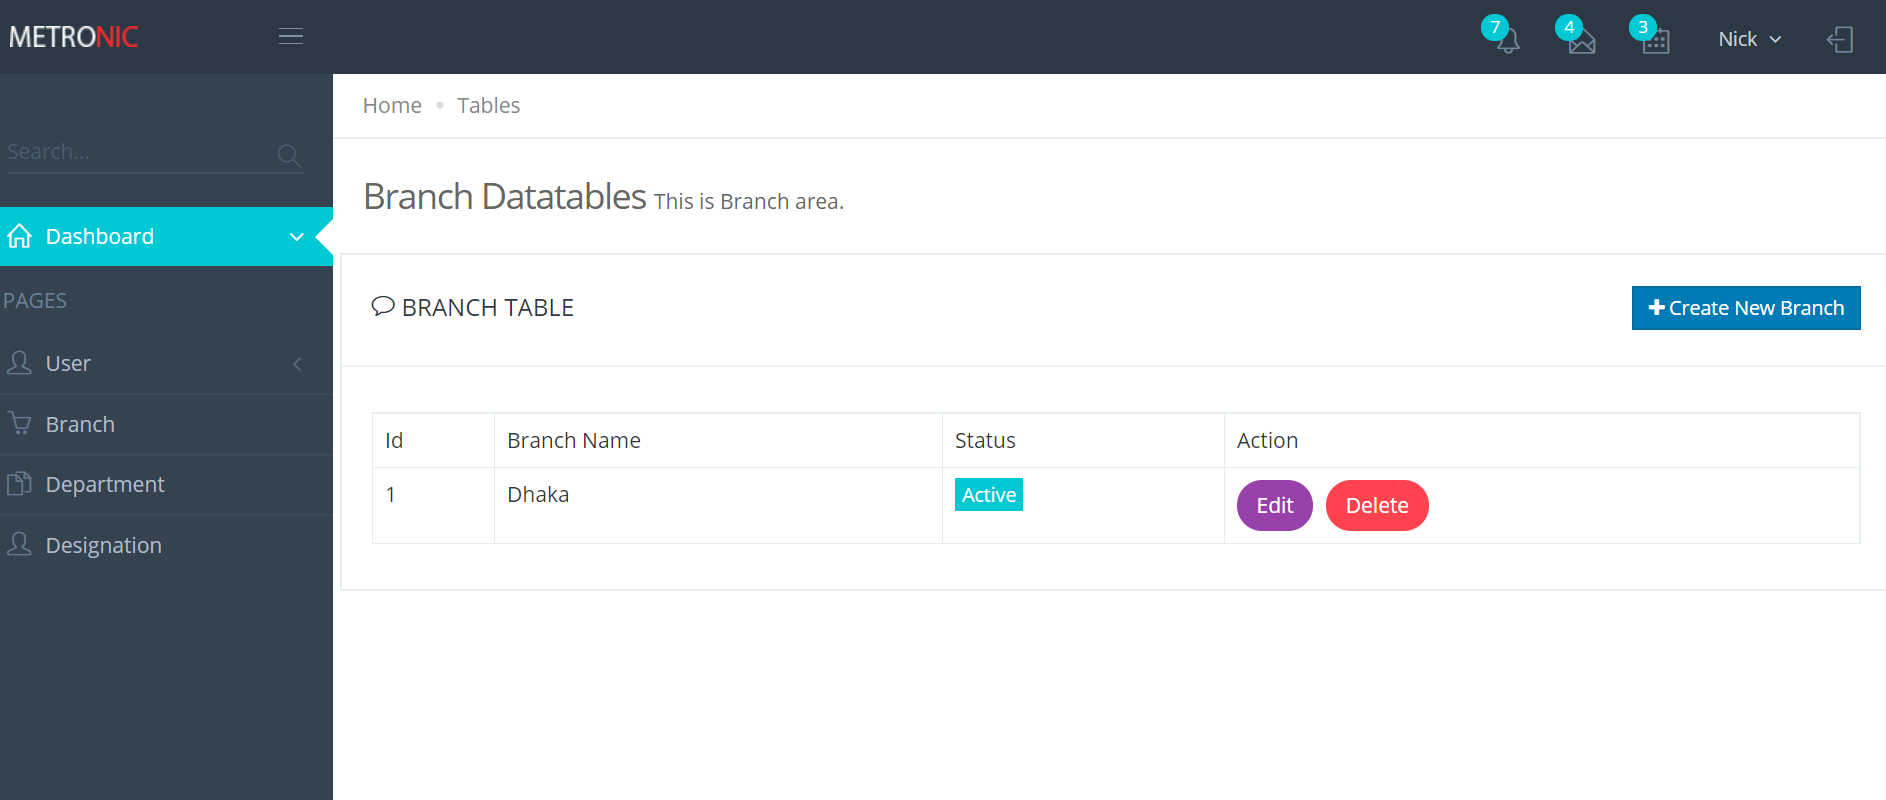 METRONIC
7
4
3
Nick
Search...
Dashboard
PAGES
User
Branch
Department
Designation
Home • Tables
Branch Datatables This is Branch area.
BRANCH TABLE
Create New Branch
Id Branch Name Status Action
1 Dhaka Active Edit Delete